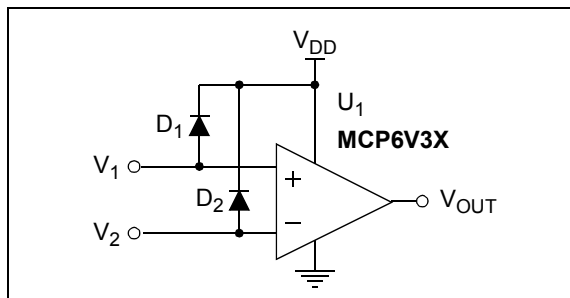 V_DD
U_1
MCP6V3X
D_1
V_1
+
D_2
V_OUT
V_2
−